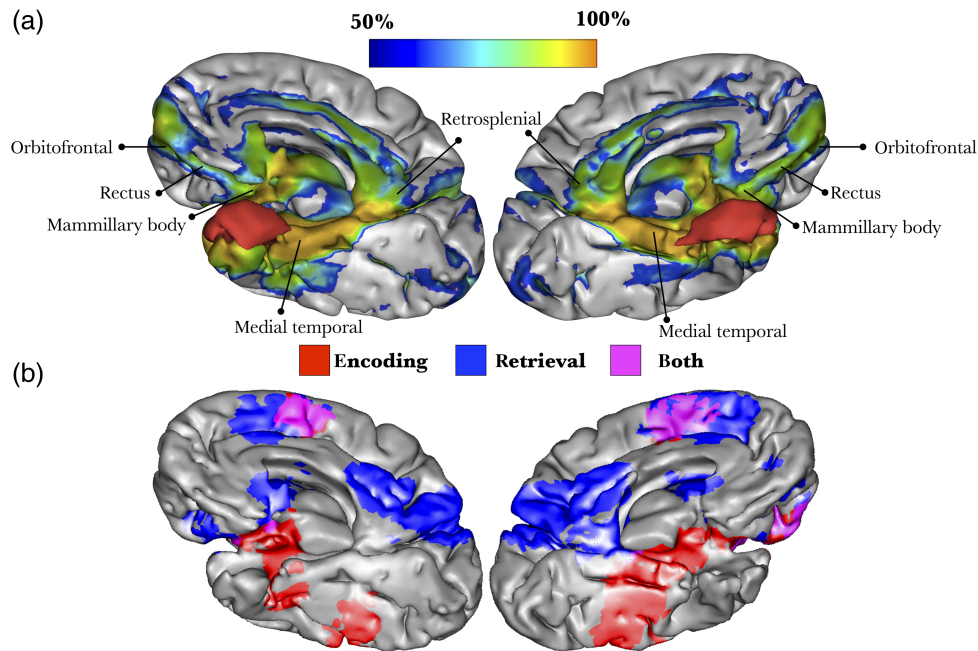 (a)
50%
100%
Retrosplenial
Orbitofrontal
Orbitofrontal
Rectus
Rectus
Mammillary body
Mammillary body
Medial temporal
Medial temporal
Encoding
Retrieval
Both
(b)